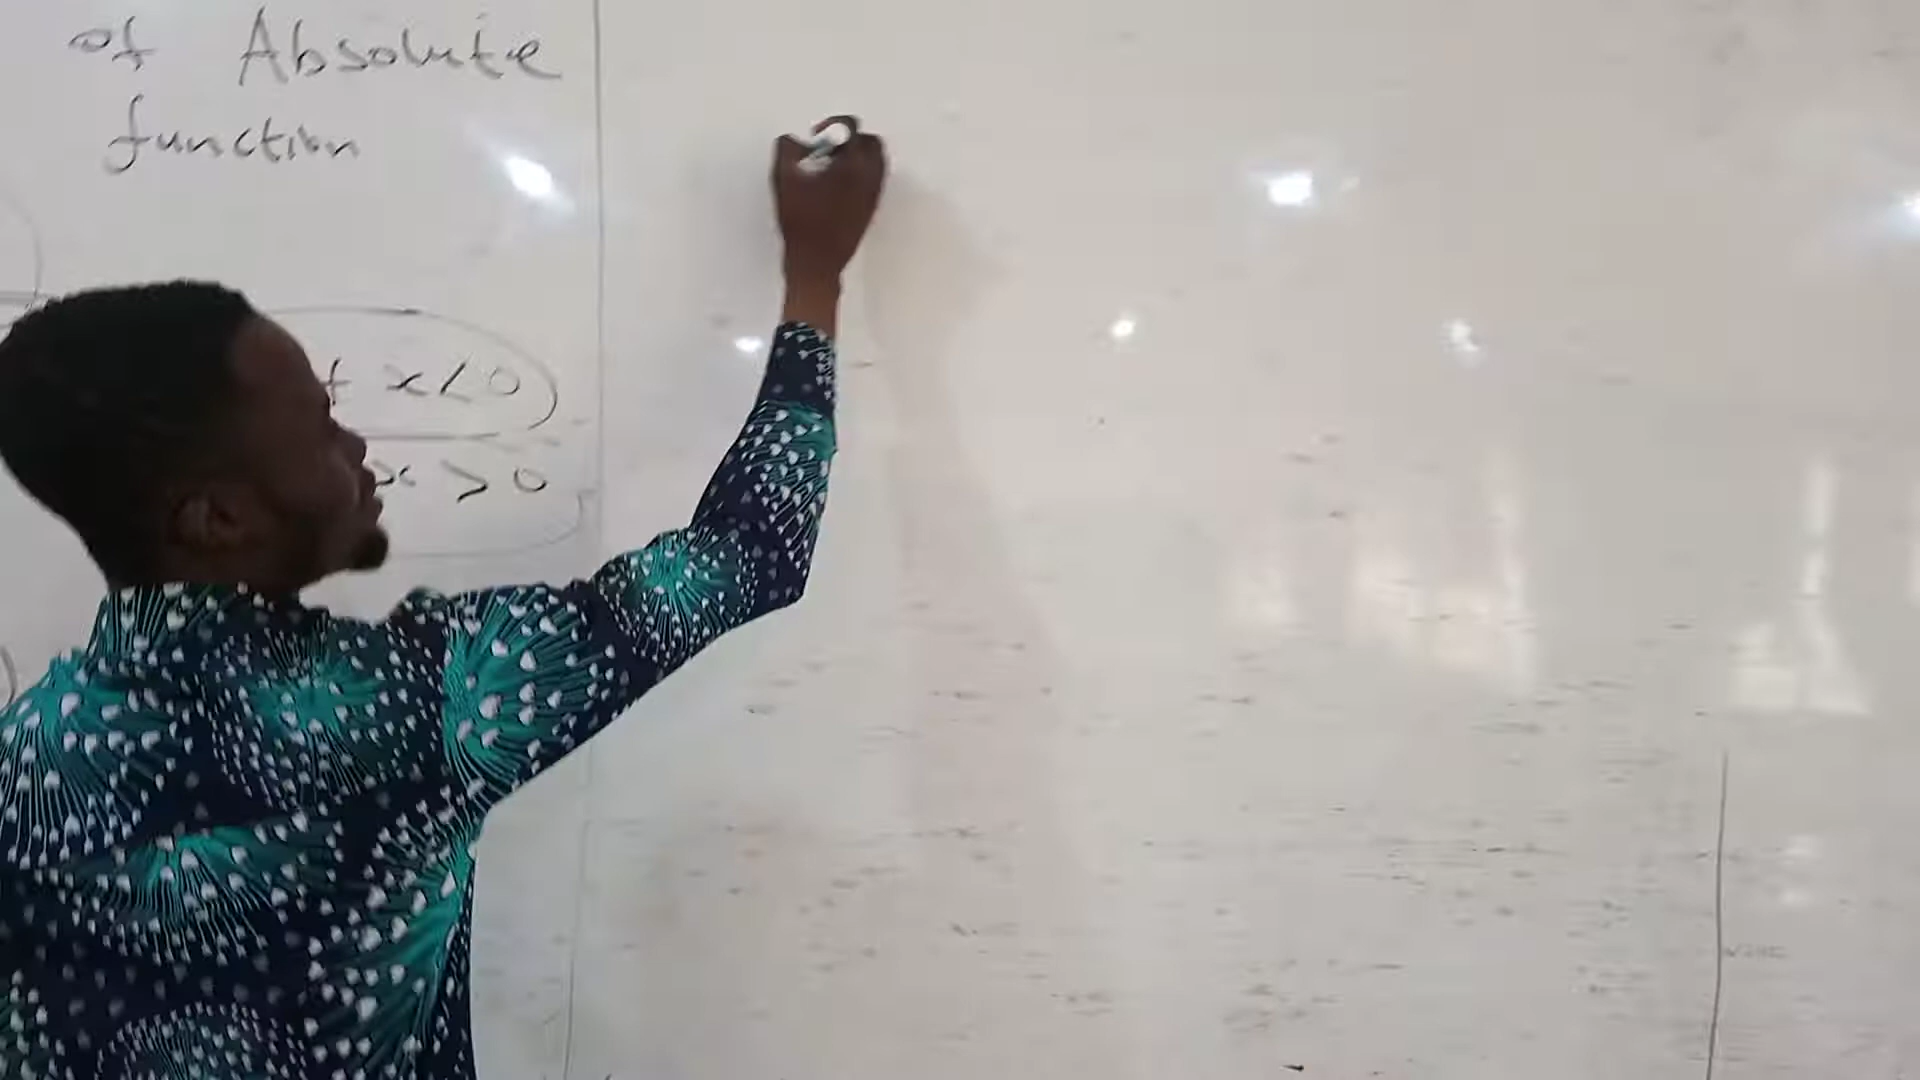 of Absolute
function
x<0
x>0